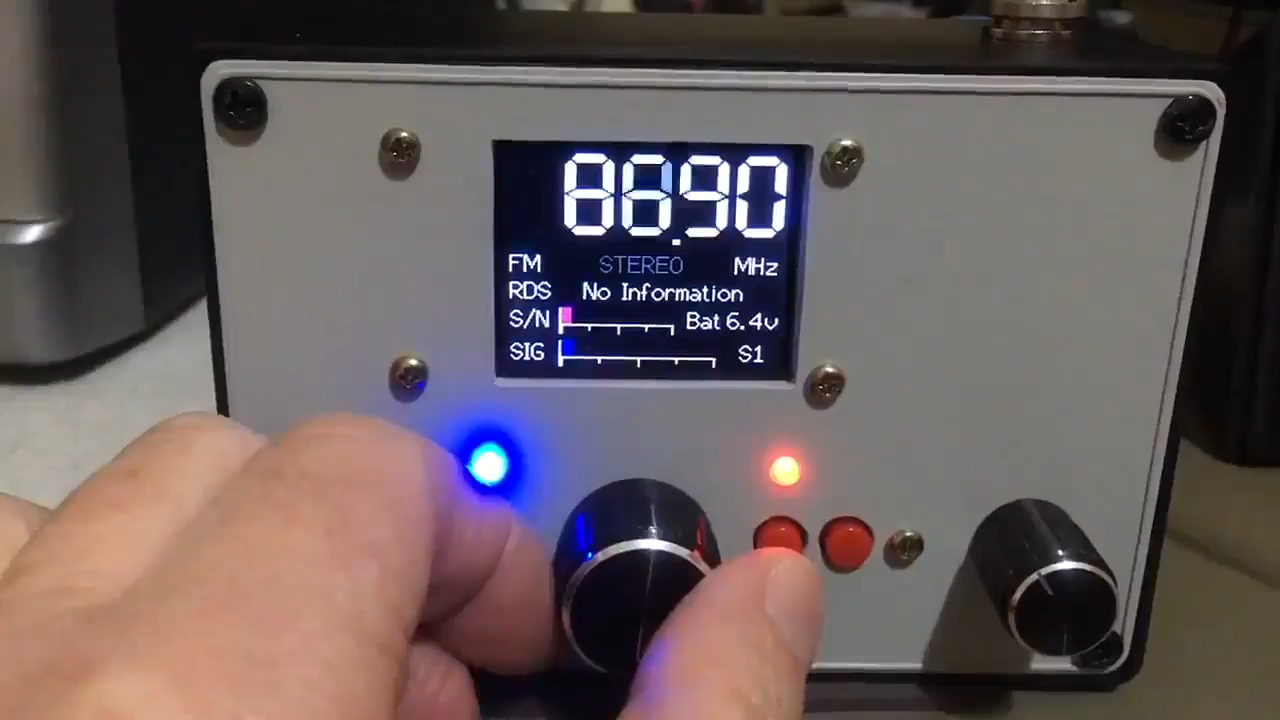 86.90
FM STEREO MHz
RDS No Information
S/N Bat 6.4v
SIG S1